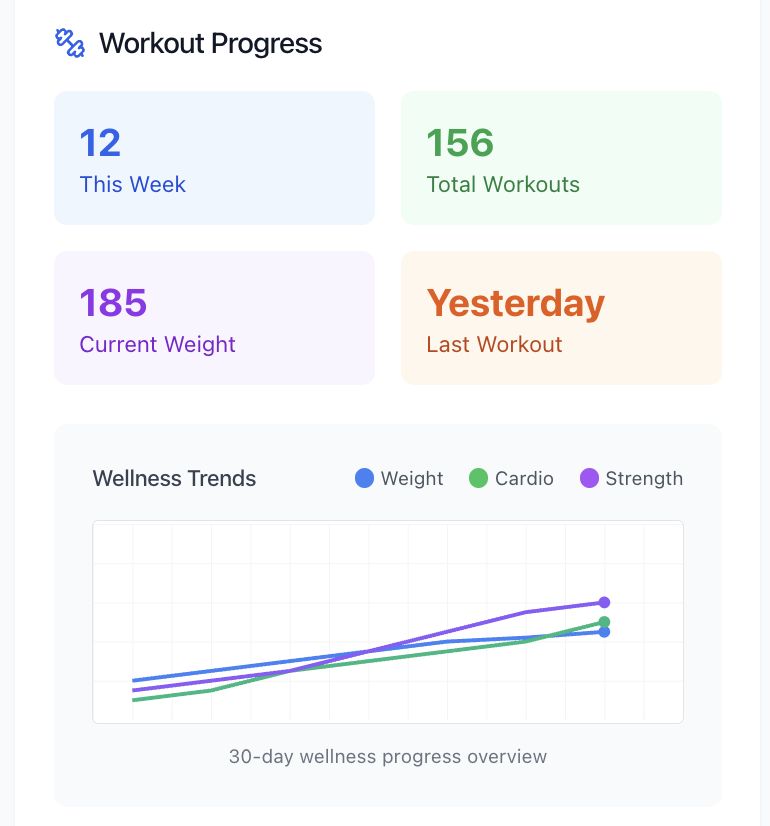 Workout Progress
12
This Week
156
Total Workouts
185
Current Weight
Yesterday
Last Workout
Wellness Trends
Weight
Cardio
Strength
30-day wellness progress overview